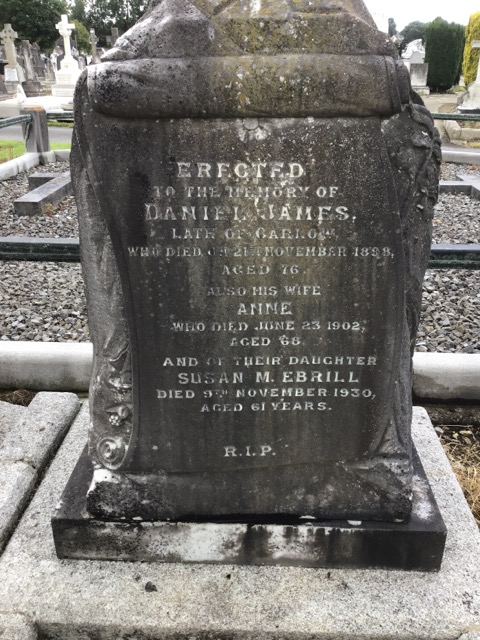 ERECTED
TO THE MEMORY OF
DANIEL JAMES,
LATE OF CARLOW
WHO DIED ON 21ST NOVEMBER 1898,
AGED 76
ALSO HIS WIFE
ANNE
WHO DIED JUNE 23 1902,
AGED 68
AND OF THEIR DAUGHTER
SUSAN M. EBRILL
DIED 9TH NOVEMBER 1930,
AGED 61 YEARS.
R.I.P.